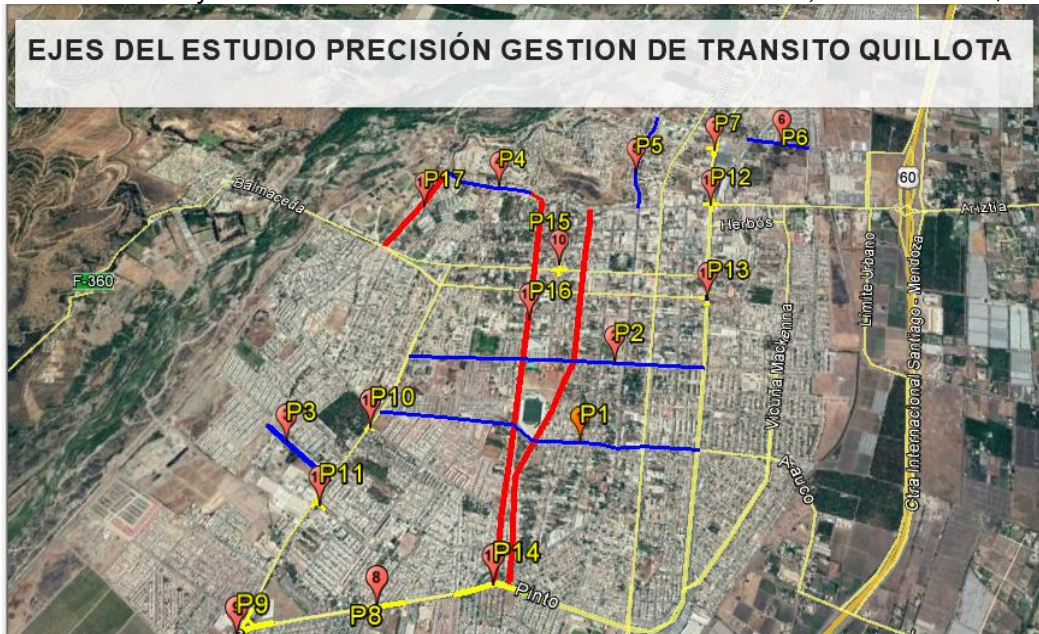 EJES DEL ESTUDIO PRECISIÓN GESTION DE TRANSITO QUILLOTA
P7
6
P6
P5
P4
P12
P17
60
Balmaceda
Ariztía
P15
Herbós
10
P13
F-360
P16
Límite Urbano
Ctra Internacional Santiago - Mendoza
P2
Vicuña Mackenna
P10
P3
P1
P11
Aauco
P14
8
Pinto
P8
P9